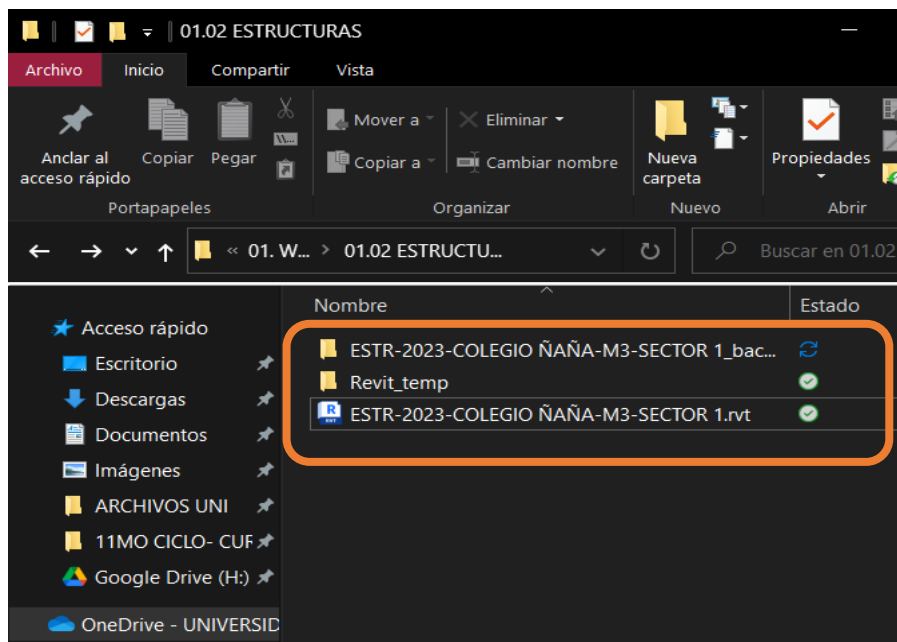 01.02 ESTRUCTURAS
Archivo Inicio Compartir Vista
Anclar al acceso rápido
Copiar
Pegar
Mover a
Copiar a
Eliminar
Cambiar nombre
Nueva carpeta
Propiedades
Portapapeles Organizar Nuevo Abrir
« 01. W... > 01.02 ESTRUCTU... Buscar en 01.02
Nombre Estado
Acceso rápido
Escritorio
Descargas
Documentos
Imágenes
ARCHIVOS UNI
11MO CICLO- CUF
Google Drive (H:)
OneDrive - UNIVERSID
ESTR-2023-COLEGIO ÑAÑA-M3-SECTOR 1_bac...
Revit_temp
R RVT ESTR-2023-COLEGIO ÑAÑA-M3-SECTOR 1.rvt